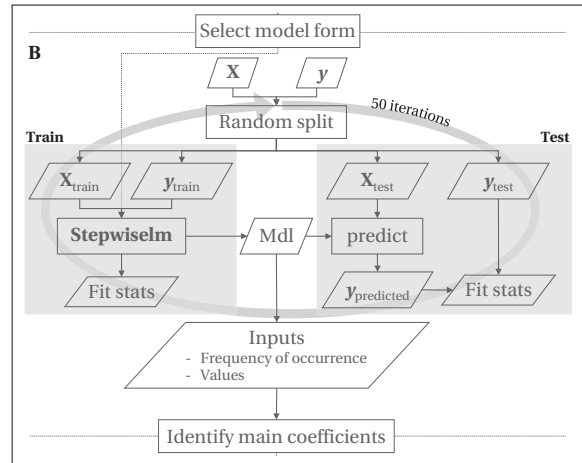 Select model form
B
X
y
50 iterations
Random split
Train
Test
Xtrain
ytrain
Xtest
ytest
Stepwiselm
Mdl
predict
Fit stats
ypredicted
Fit stats
Inputs
- Frequency of occurrence
- Values
Identify main coefficients